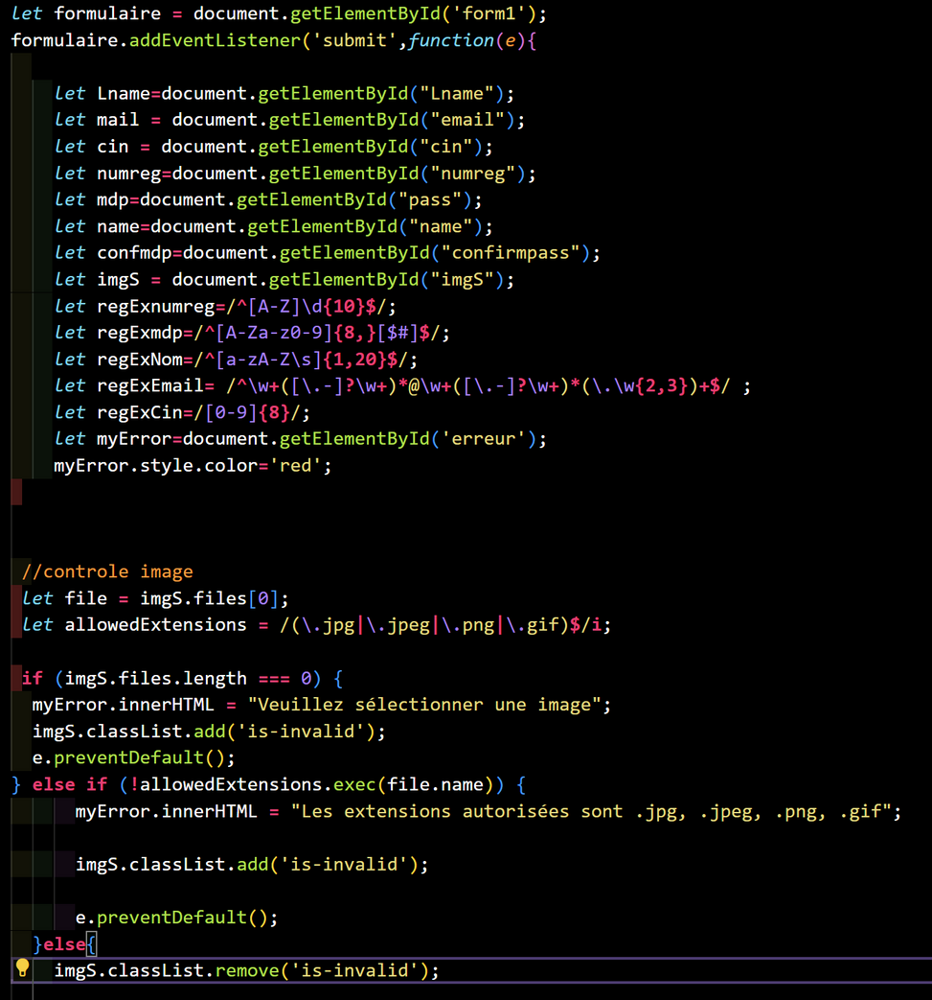 let formulaire = document.getElementById('form1');
formulaire.addEventListener('submit',function(e){
let Lname=document.getElementById("Lname");
let mail = document.getElementById("email");
let cin = document.getElementById("cin");
let numreg=document.getElementById("numreg");
let mdp=document.getElementById("pass");
let name=document.getElementById("name");
let confmdp=document.getElementById("confirmpass");
let imgS = document.getElementById("imgS");
let regExnumreg=/^[A-Z]\d{10}$/;
let regExmdp=/^[A-Za-z0-9]{8,}[$#]$/;
let regExNom=/^[a-zA-Z\s]{1,20}$/;
let regExEmail= /^\w+([\.-]?\w+)*@\w+([\.-]?\w+)*(\.\w{2,3})+$/ ;
let regExCin=/[0-9]{8}/;
let myError=document.getElementById('erreur');
myError.style.color='red';
//controle image
let file = imgS.files[0];
let allowedExtensions = /(\.jpg|\.jpeg|\.png|\.gif)$/i;
if (imgS.files.length === 0) {
myError.innerHTML = "Veuillez sélectionner une image";
imgS.classList.add('is-invalid');
e.preventDefault();
} else if (!allowedExtensions.exec(file.name)) {
myError.innerHTML = "Les extensions autorisées sont .jpg, .jpeg, .png, .gif";
imgS.classList.add('is-invalid');
e.preventDefault();
}else{
imgS.classList.remove('is-invalid');